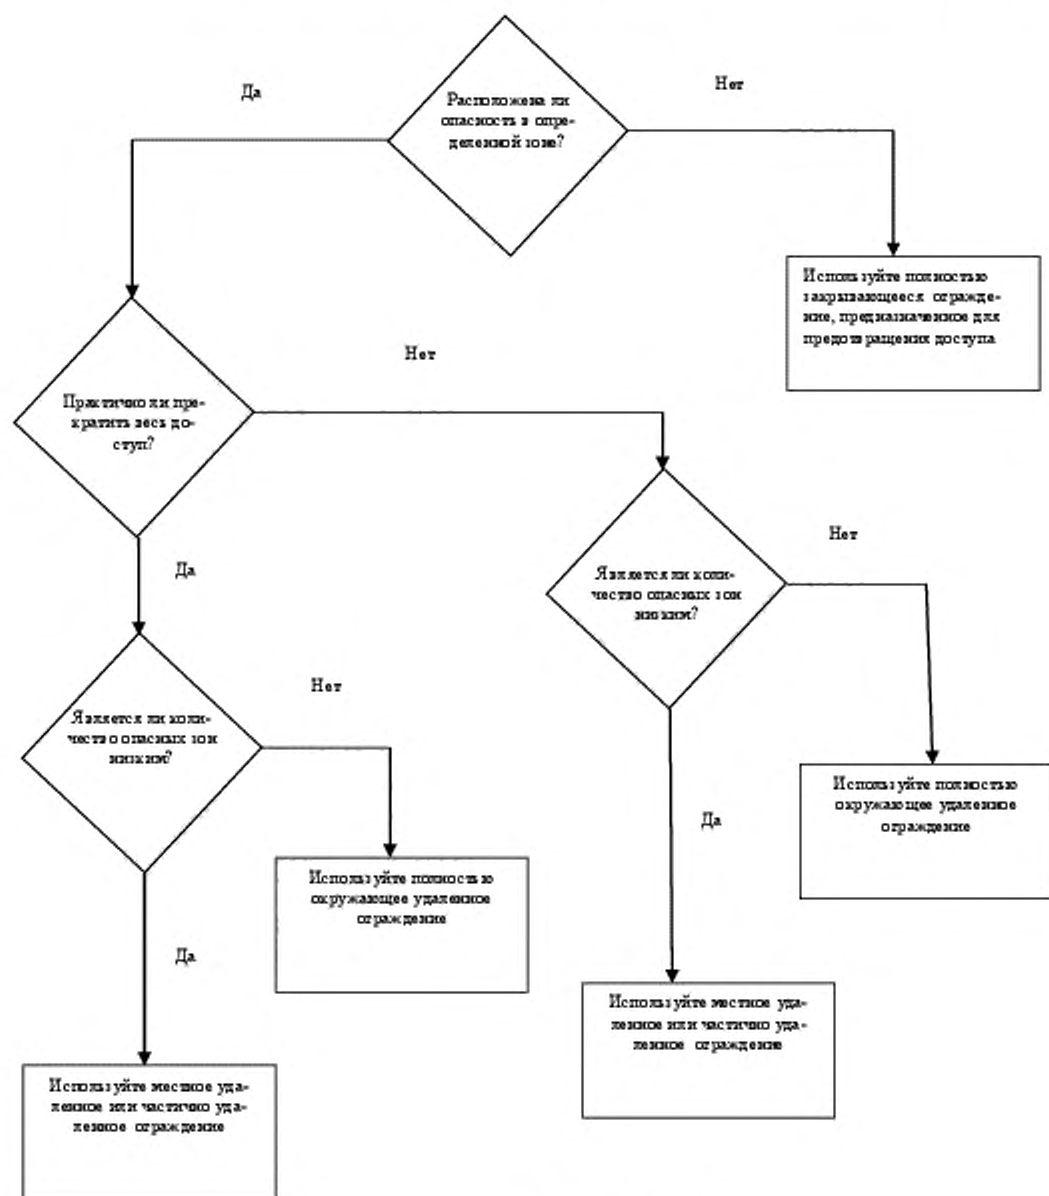 Да
Нет
Расположена ли
опасность в опре-
деленной зоне?
Используйте полностью
закрывающееся ограждe-
ние, предназначенное для
предотвращения доступа
Нет
Практично ли пре-
кратить весь до-
ступ?
Нет
Да
Является ли коли-
чество опасных зон
низким?
Нет
Является ли коли-
чество опасных зон
низким?
Используйте полностью
окружающее удаленное
ограждение
Да
Используйте полностью
окружающее удаленное
ограждение
Да
Используйте местное уда-
ленное или частично уда-
ленное ограждение
Используйте местное уда-
ленное или частично уда-
ленное ограждение